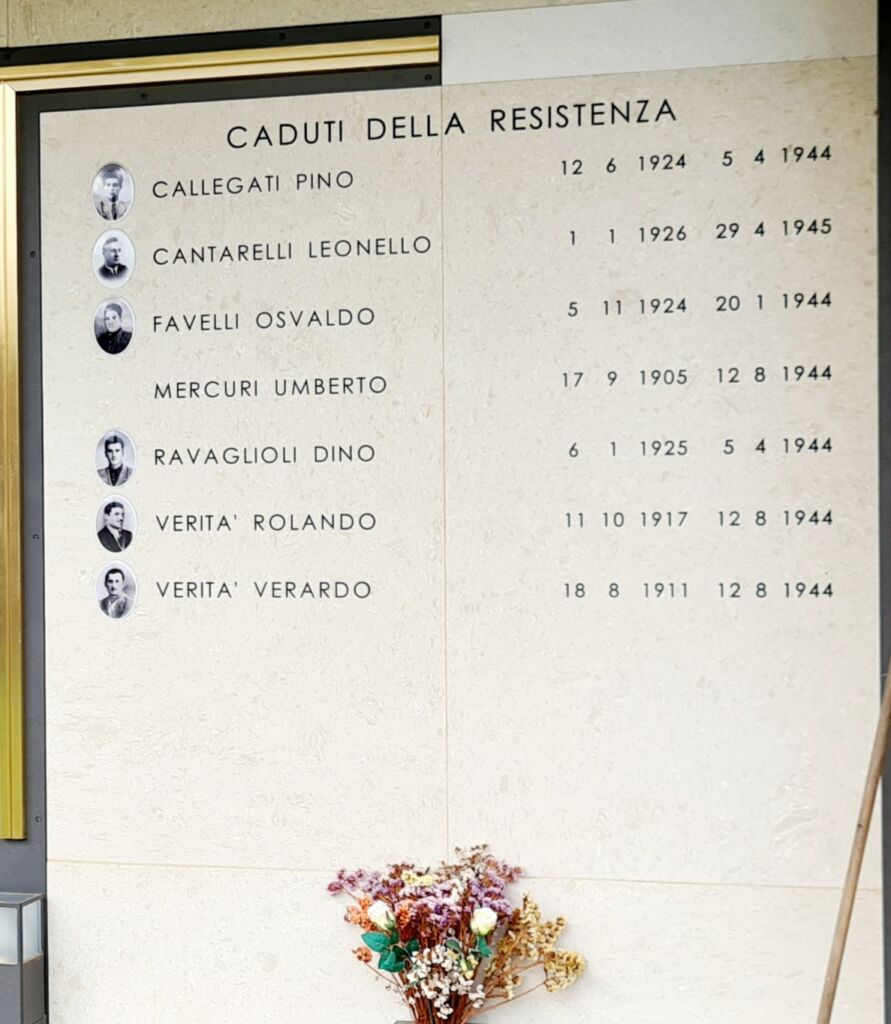 CADUTI DELLA RESISTENZA
CALLEGATI PINO 12 6 1924 5 4 1944
CANTARELLI LEONELLO 1 1 1926 29 4 1945
FAVELLI OSVALDO 5 11 1924 20 1 1944
MERCURI UMBERTO 17 9 1905 12 8 1944
RAVAGLIOLI DINO 6 1 1925 5 4 1944
VERITA' ROLANDO 11 10 1917 12 8 1944
VERITA' VERARDO 18 8 1911 12 8 1944